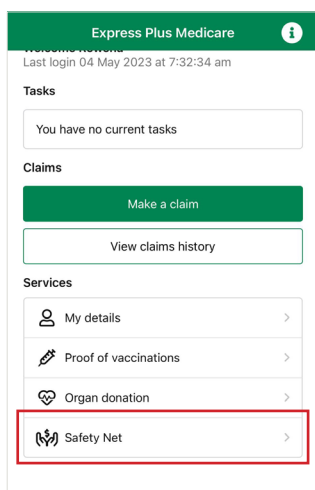 Express Plus Medicare
Last login 04 May 2023 at 7:32:34 am
Tasks
You have no current tasks
Claims
Make a claim
View claims history
Services
My details
Proof of vaccinations
Organ donation
Safety Net